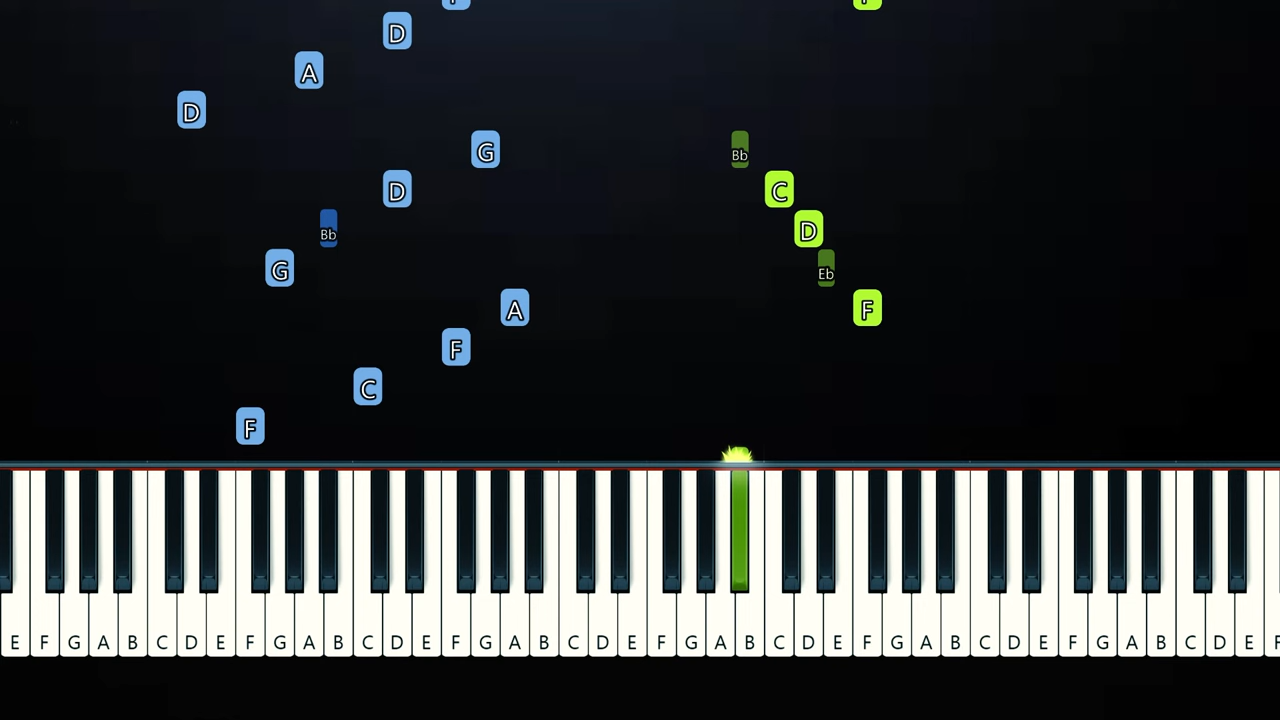 D
A
D
G Bb
D C
Bb D
G Eb
A F
F
C
F
E F G A B C D E F G A B C D E F G A B C D E F G A B C D E F G A B C D E F G A B C D E